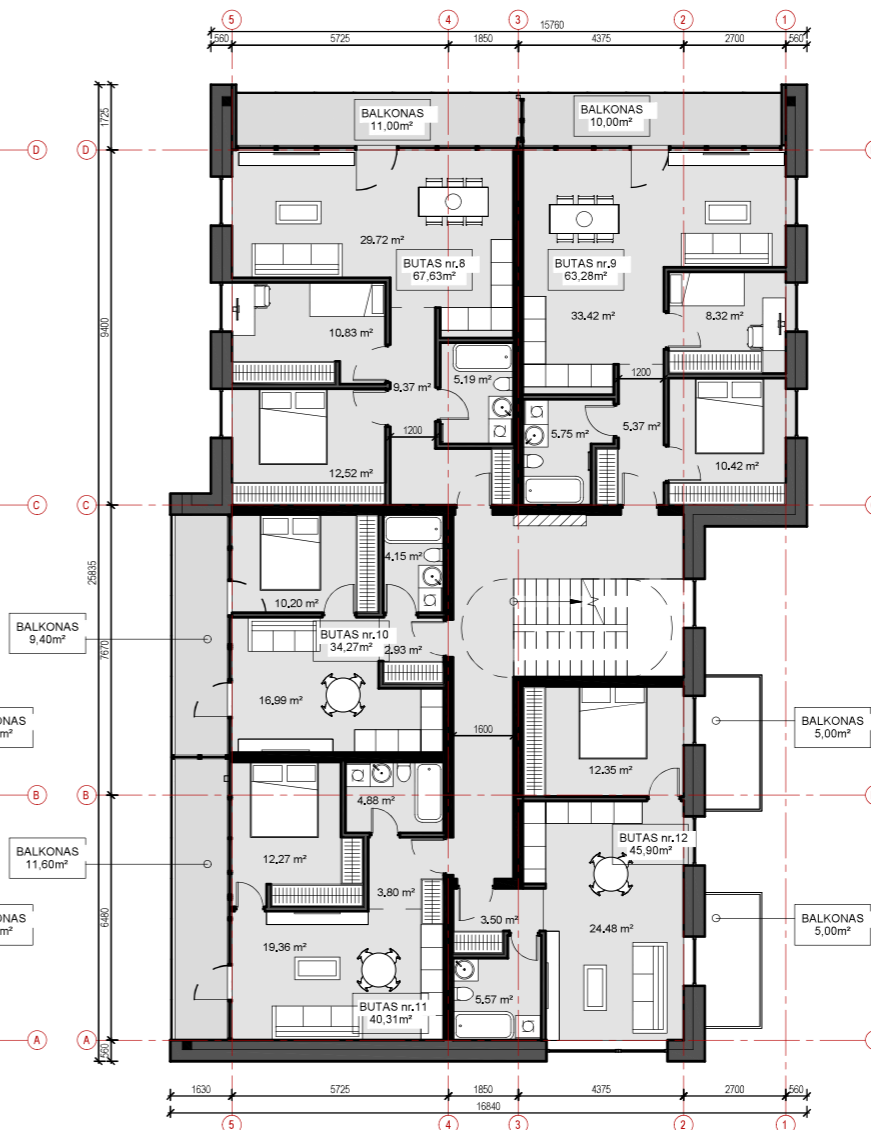 5 4 3 2 1
15760
560 5725 1850 4375 2700 560
1725
BALKONAS
11,00m²
BALKONAS
10,00m²
D D
29.72 m²
BUTAS nr.8
67,63m²
BUTAS nr.9
63,28m²
33.42 m²
8.32 m²
10.83 m²
9400
9.37 m²
5.19 m²
1200
1200
5.75 m²
5.37 m²
12.52 m²
10.42 m²
C C
25835
4.15 m²
10.20 m²
BALKONAS
9,40m²
BUTAS nr.10
34,27m²
2.93 m²
7670
16.99 m²
1600
ONAS
m²
BALKONAS
5,00m²
12.35 m²
B B
4.88 m²
BUTAS nr.12
45,90m²
BALKONAS
11,60m²
12.27 m²
3.80 m²
6480
3.50 m²
24.48 m²
ONAS
m²
BALKONAS
5,00m²
19.36 m²
5.57 m²
BUTAS nr.11
40,31m²
A A
560
1630 5725 1850 4375 2700 560
16840
5 4 3 2 1